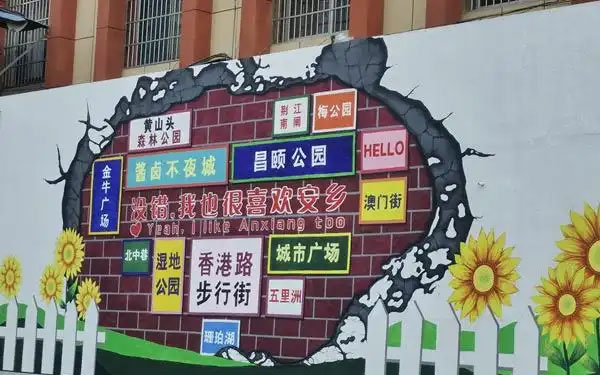 黄山头
森林公园
荆江
南闸
梅公园
酱卤不夜城
昌颐公园
HELLO
金牛广场
没错.我也很喜欢安乡
Yeah, I like Anxiang too
澳门街
北中巷
湿地
公园
香港路
步行街
城市广场
五里洲
珊珀湖